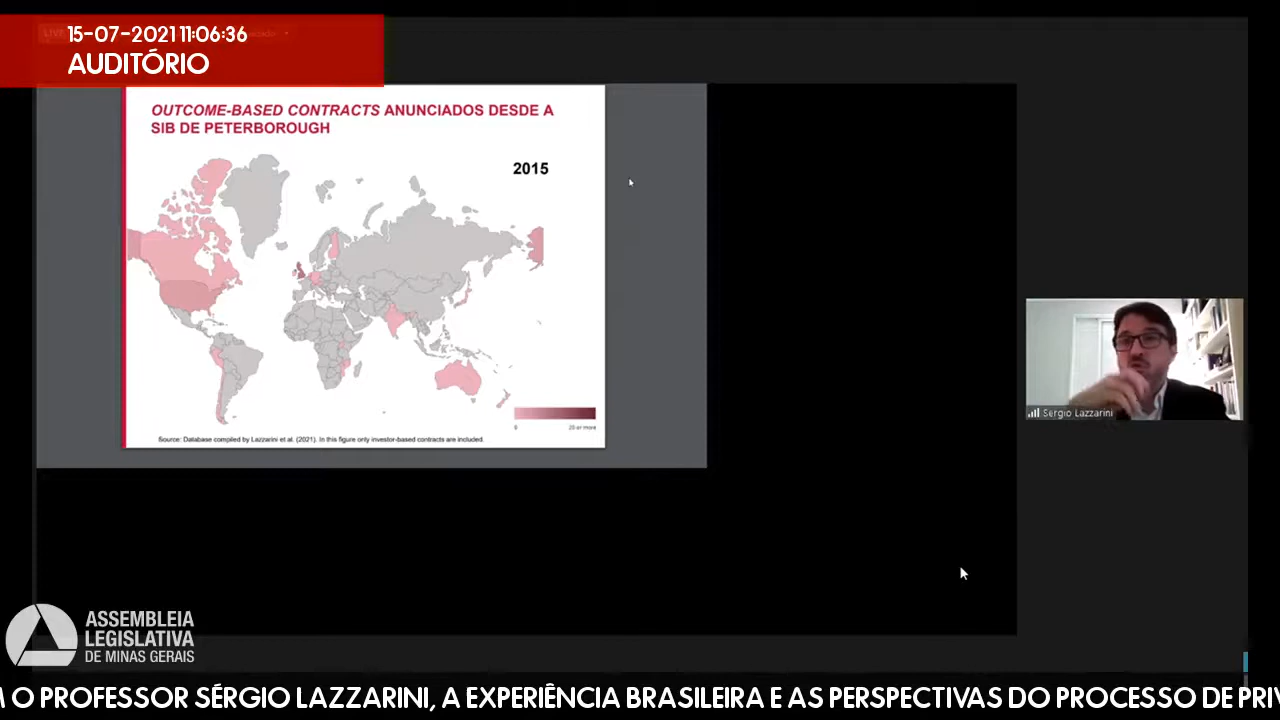 15-07-2021 11:06:36
AUDITÓRIO
OUTCOME-BASED CONTRACTS ANUNCIADOS DESDE A
SIB DE PETERBOROUGH
2015
0
20 or more
Source: Database compiled by Lazzarini et al. (2021). In this figure only investor-based contracts are included.
Sergio Lazzarini
ASSEMBLEIA
LEGISLATIVA
DE MINAS GERAIS
M O PROFESSOR SÉRGIO LAZZARINI, A EXPERIÊNCIA BRASILEIRA E AS PERSPECTIVAS DO PROCESSO DE PRI